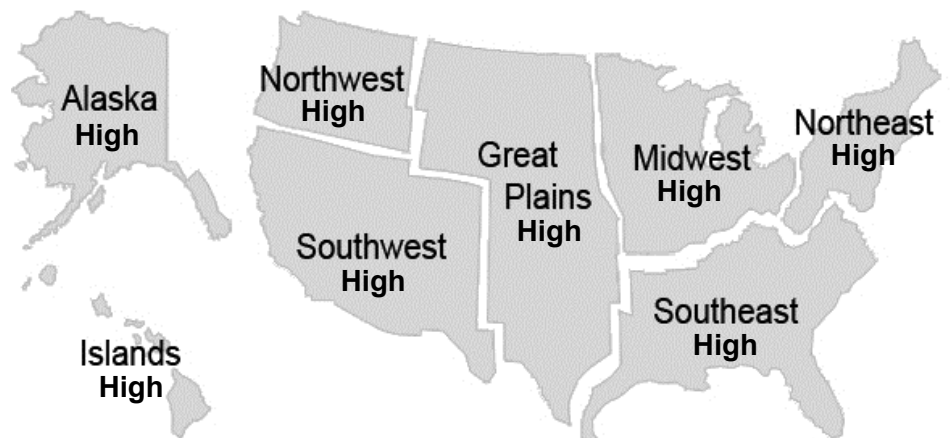 Alaska
High
Northwest
High
Great
Plains
High
Midwest
High
Northeast
High
Southwest
High
Southeast
High
Islands
High